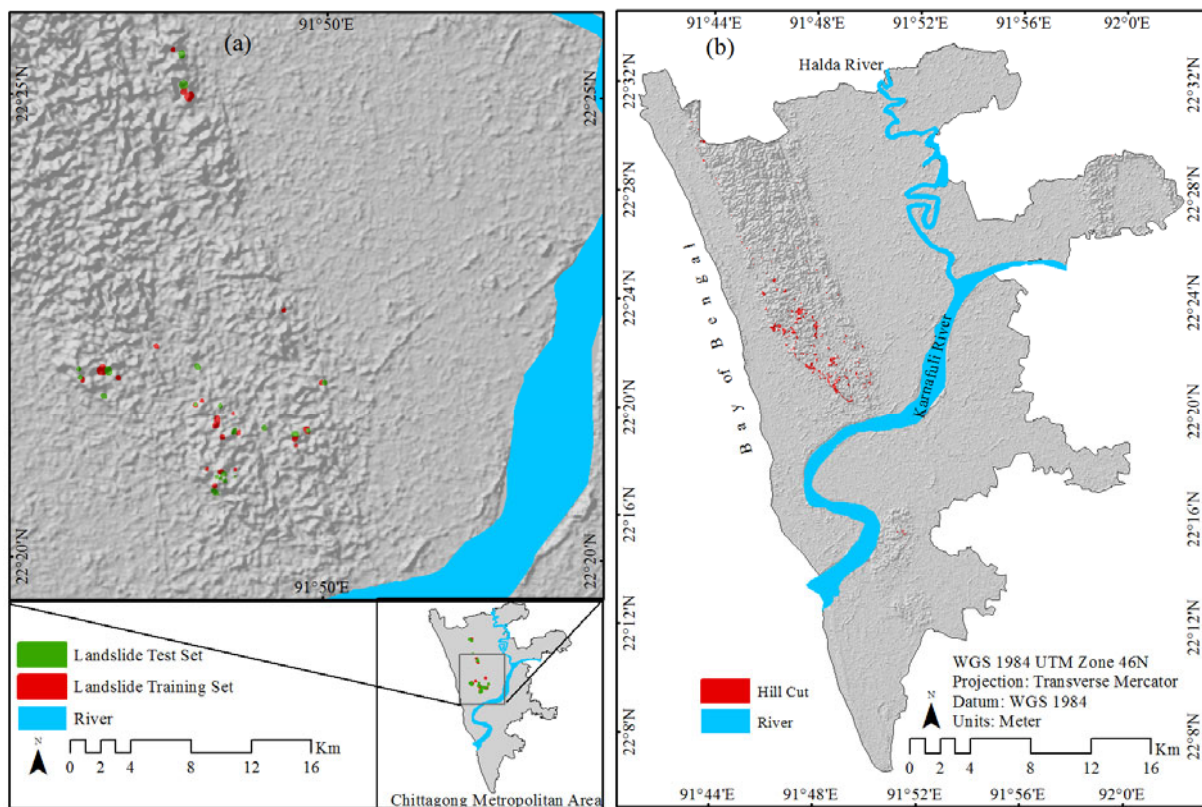 91°50'E
(a)
22°25'N
22°25'N
22°20'N
22°20'N
91°50'E
Landslide Test Set
Landslide Training Set
River
N
Km
0 2 4 8 12 16
Chittagong Metropolitan Area
91°44'E 91°48'E 91°52'E 91°56'E 92°0'E
(b)
Halda River
22°32'N
22°32'N
22°28'N
22°28'N
22°24'N
22°24'N
22°20'N
22°20'N
22°16'N
22°16'N
22°12'N
22°12'N
22°8'N
22°8'N
Bay of Bengal
Karnafuli River
Hill Cut
River
WGS 1984 UTM Zone 46N
Projection: Transverse Mercator
Datum: WGS 1984
Units: Meter
N
Km
0 2 4 8 12 16
91°44'E 91°48'E 91°52'E 91°56'E 92°0'E